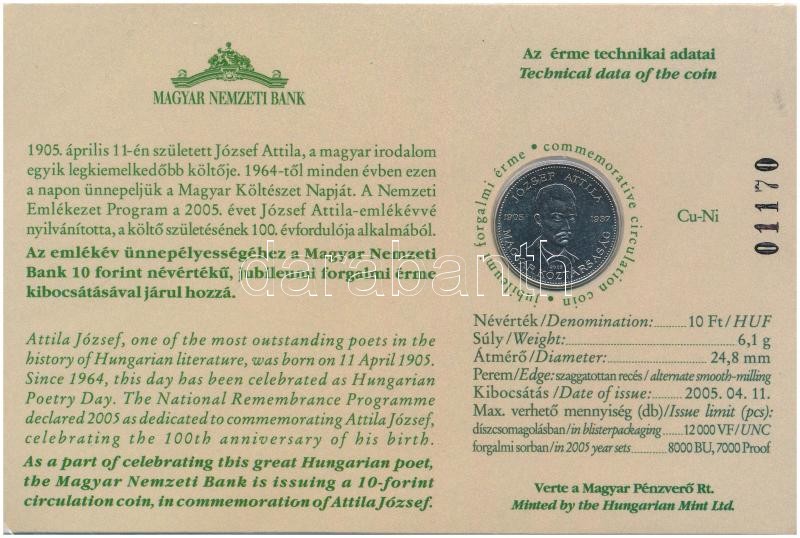 MAGYAR NEMZETI BANK
1905. április 11-én született József Attila, a magyar irodalom
egyik legkiemelkedőbb költője. 1964-től minden évben ezen
a napon ünnepeljük a Magyar Költészet Napját. A Nemzeti
Emlékezet Program a 2005. évet József Attila-emlékévvé
nyilvánította, a költő születésének 100. évfordulója alkalmából.
Az emlékév ünnepélyességéhez a Magyar Nemzeti
Bank 10 forint névértékű, jubileumi forgalmi érme
kibocsátásával járul hozzá.
Attila József, one of the most outstanding poets in the
history of Hungarian literature, was born on 11 April 1905.
Since 1964, this day has been celebrated as Hungarian
Poetry Day. The National Remembrance Programme
declared 2005 as dedicated to commemorating Attila József,
celebrating the 100th anniversary of his birth.
As a part of celebrating this great Hungarian poet,
the Magyar Nemzeti Bank is issuing a 10-forint
circulation coin, in commemoration of Attila József.
Az érme technikai adatai
Technical data of the coin
jubileumi forgalmi érme • commemorative circulation coin •
JÓZSEF ATTILA
1905 1937
MAGYAR KÖZTÁRSASÁG
2005
Cu-Ni
01170
Névérték/Denomination:..........10 Ft/HUF
Súly/Weight:..........6,1 g
Átmérő/Diameter:..........24,8 mm
Perem/Edge: szaggatottan recés/alternate smooth-milling
Kibocsátás/Date of issue:..........2005. 04. 11.
Max. verhető mennyiség (db)/Issue limit (pcs):
díszcsomagolásban/in blisterpackaging..........12 000 VF/UNC
forgalmi sorban/in 2005 year sets..........8000 BU, 7000 Proof
Verte a Magyar Pénzverő Rt.
Minted by the Hungarian Mint Ltd.
darabanth